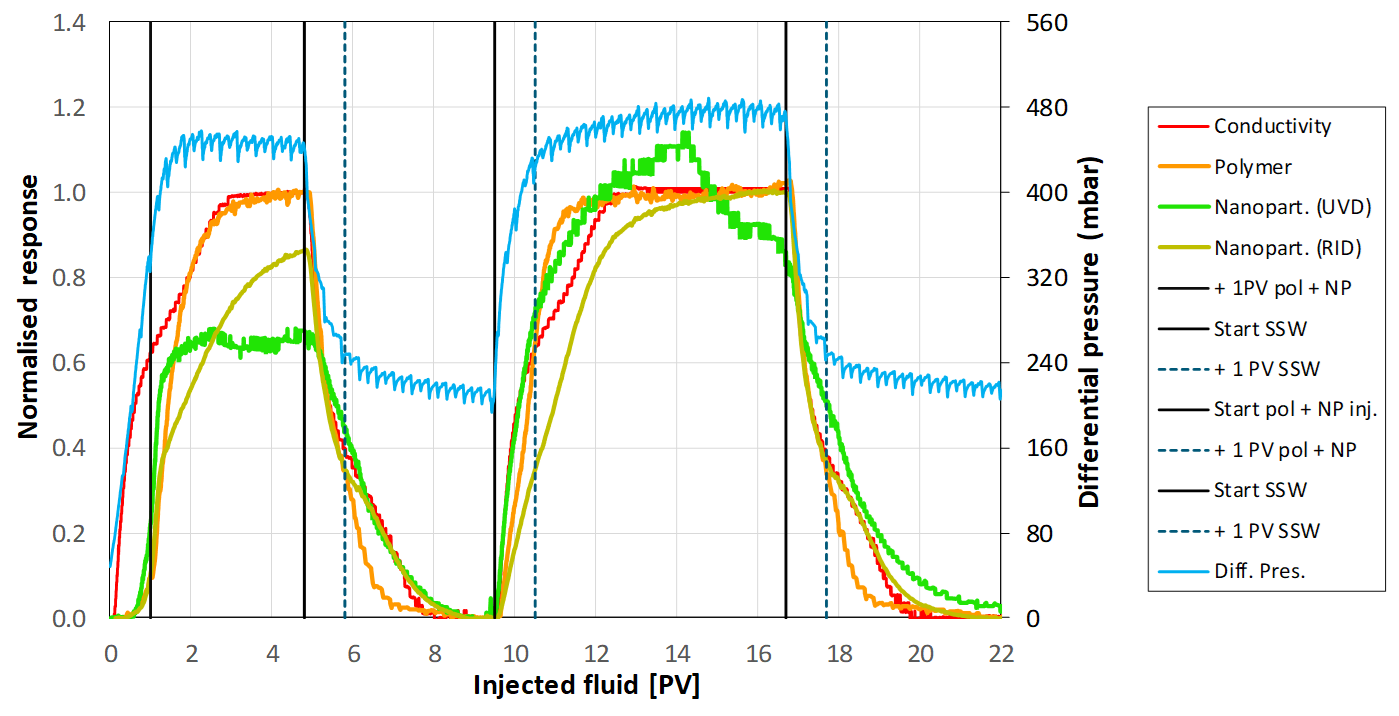 1.4
1.2
1.0
0.8
0.6
0.4
0.2
0.0
Normalised response
560
480
400
320
240
160
80
0
Differential pressure (mbar)
0 2 4 6 8 10 12 14 16 18 20 22
Injected fluid [PV]
Conductivity
Polymer
Nanopart. (UVD)
Nanopart. (RID)
+ 1PV pol + NP
Start SSW
+ 1 PV SSW
Start pol + NP inj.
+ 1 PV pol + NP
Start SSW
+ 1 PV SSW
Diff. Pres.